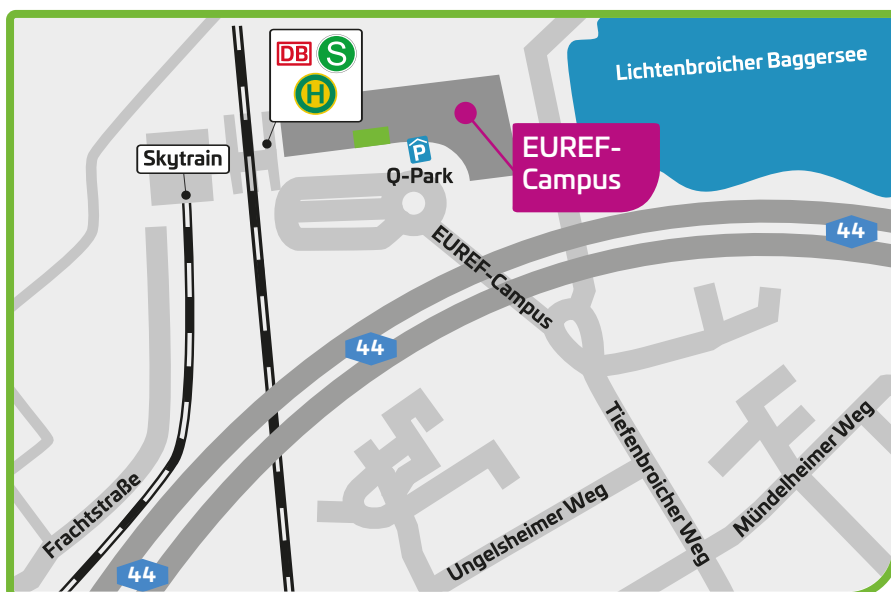 DB
S
H
Lichtenbroicher Baggersee
Skytrain
P
Q-Park
EUREF-
Campus
44
EUREF-Campus
44
Tiefenbroicher Weg
Mündelheimer Weg
Frachtstraße
Ungelsheimer Weg
44